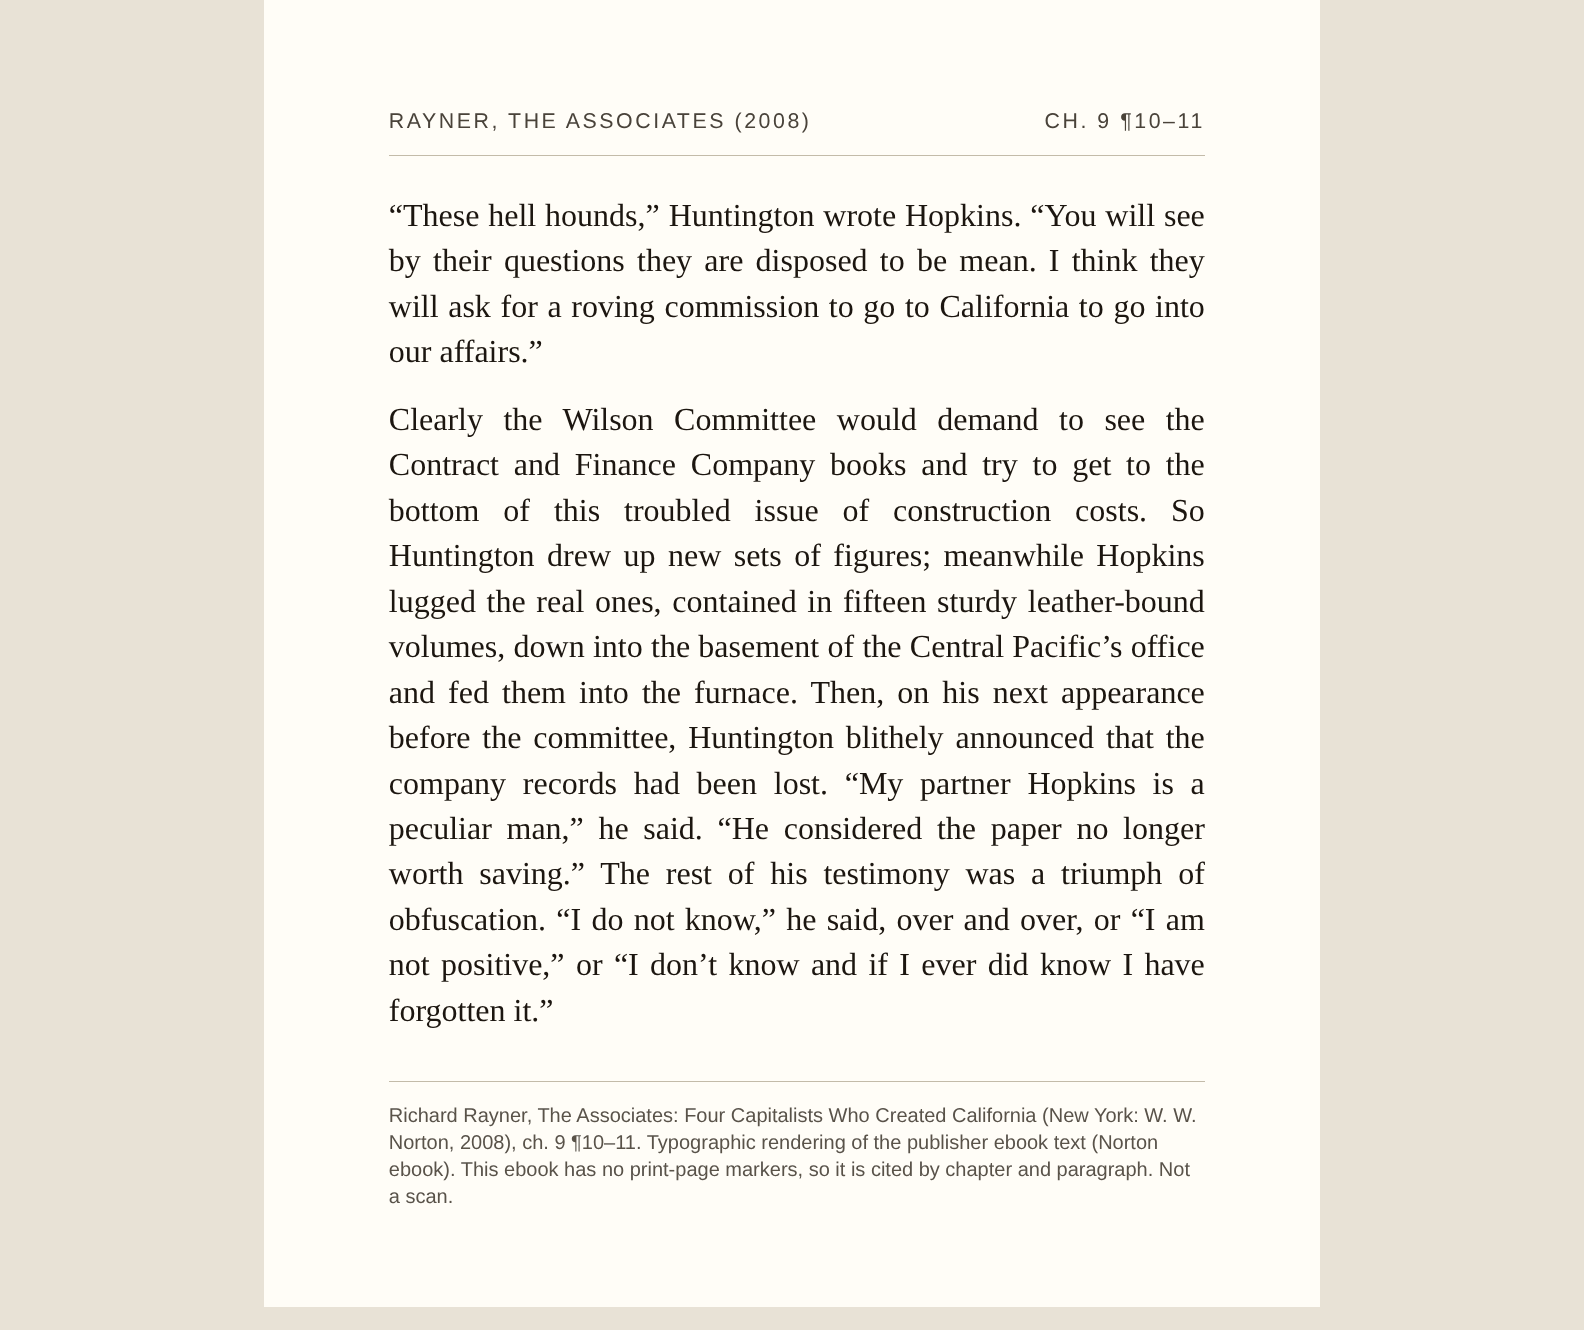 RAYNER, THE ASSOCIATES (2008)
CH. 9 ¶10–11
“These hell hounds,” Huntington wrote Hopkins. “You will see
by their questions they are disposed to be mean. I think they
will ask for a roving commission to go to California to go into
our affairs.”
Clearly the Wilson Committee would demand to see the
Contract and Finance Company books and try to get to the
bottom of this troubled issue of construction costs. So
Huntington drew up new sets of figures; meanwhile Hopkins
lugged the real ones, contained in fifteen sturdy leather-bound
volumes, down into the basement of the Central Pacific’s office
and fed them into the furnace. Then, on his next appearance
before the committee, Huntington blithely announced that the
company records had been lost. “My partner Hopkins is a
peculiar man,” he said. “He considered the paper no longer
worth saving.” The rest of his testimony was a triumph of
obfuscation. “I do not know,” he said, over and over, or “I am
not positive,” or “I don’t know and if I ever did know I have
forgotten it.”
Richard Rayner, The Associates: Four Capitalists Who Created California (New York: W. W.
Norton, 2008), ch. 9 ¶10–11. Typographic rendering of the publisher ebook text (Norton
ebook). This ebook has no print-page markers, so it is cited by chapter and paragraph. Not
a scan.